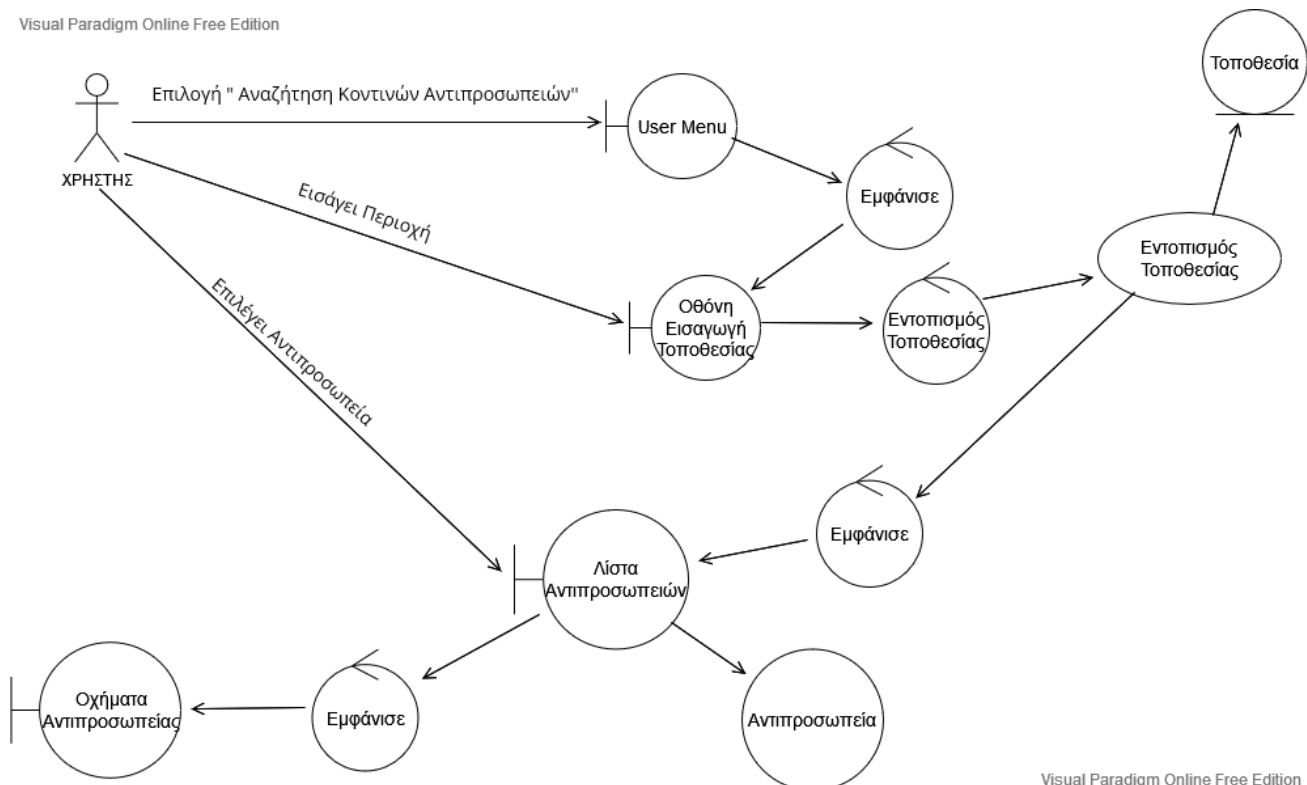 Visual Paradigm Online Free Edition
Τοποθεσία
Επιλογή " Αναζήτηση Κοντινών Αντιπροσωπειών"
User Menu
ΧΡΗΣΤΗΣ
Εμφάνισε
Εισάγει Περιοχή
Εντοπισμός
Τοποθεσίας
Οθόνη
Εισαγωγή
Τοποθεσίας
Εντοπισμός
Τοποθεσίας
Επιλέγει Αντιπροσωπεία
Εμφάνισε
Λίστα
Αντιπροσωπειών
Οχήματα
Αντιπροσωπείας
Εμφάνισε
Αντιπροσωπεία
Visual Paradigm Online Free Edition